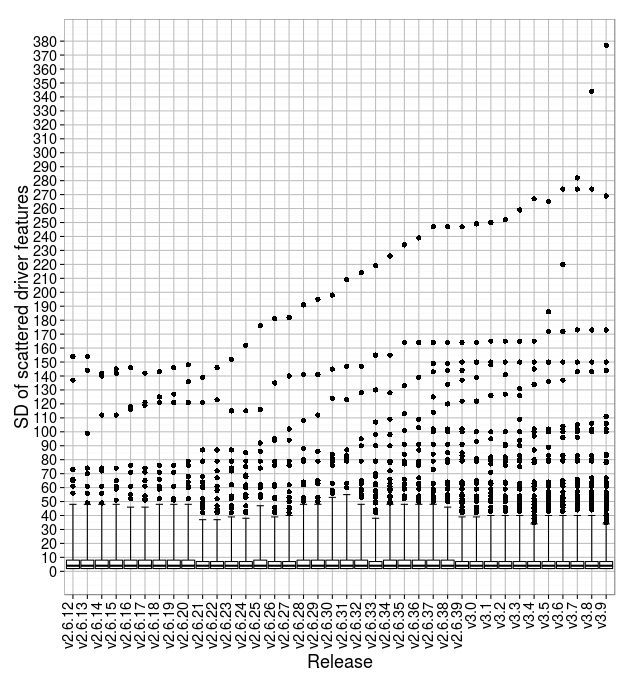 SD of scattered driver features
380
370
360
350
340
330
320
310
300
290
280
270
260
250
240
230
220
210
200
190
180
170
160
150
140
130
120
110
100
90
80
70
60
50
40
30
20
10
0
v2.6.12
v2.6.13
v2.6.14
v2.6.15
v2.6.16
v2.6.17
v2.6.18
v2.6.19
v2.6.20
v2.6.21
v2.6.22
v2.6.23
v2.6.24
v2.6.25
v2.6.26
v2.6.27
v2.6.28
v2.6.29
v2.6.30
v2.6.31
v2.6.32
v2.6.33
v2.6.34
v2.6.35
v2.6.36
v2.6.37
v2.6.38
v2.6.39
v3.0
v3.1
v3.2
v3.3
v3.4
v3.5
v3.6
v3.7
v3.8
v3.9
Release